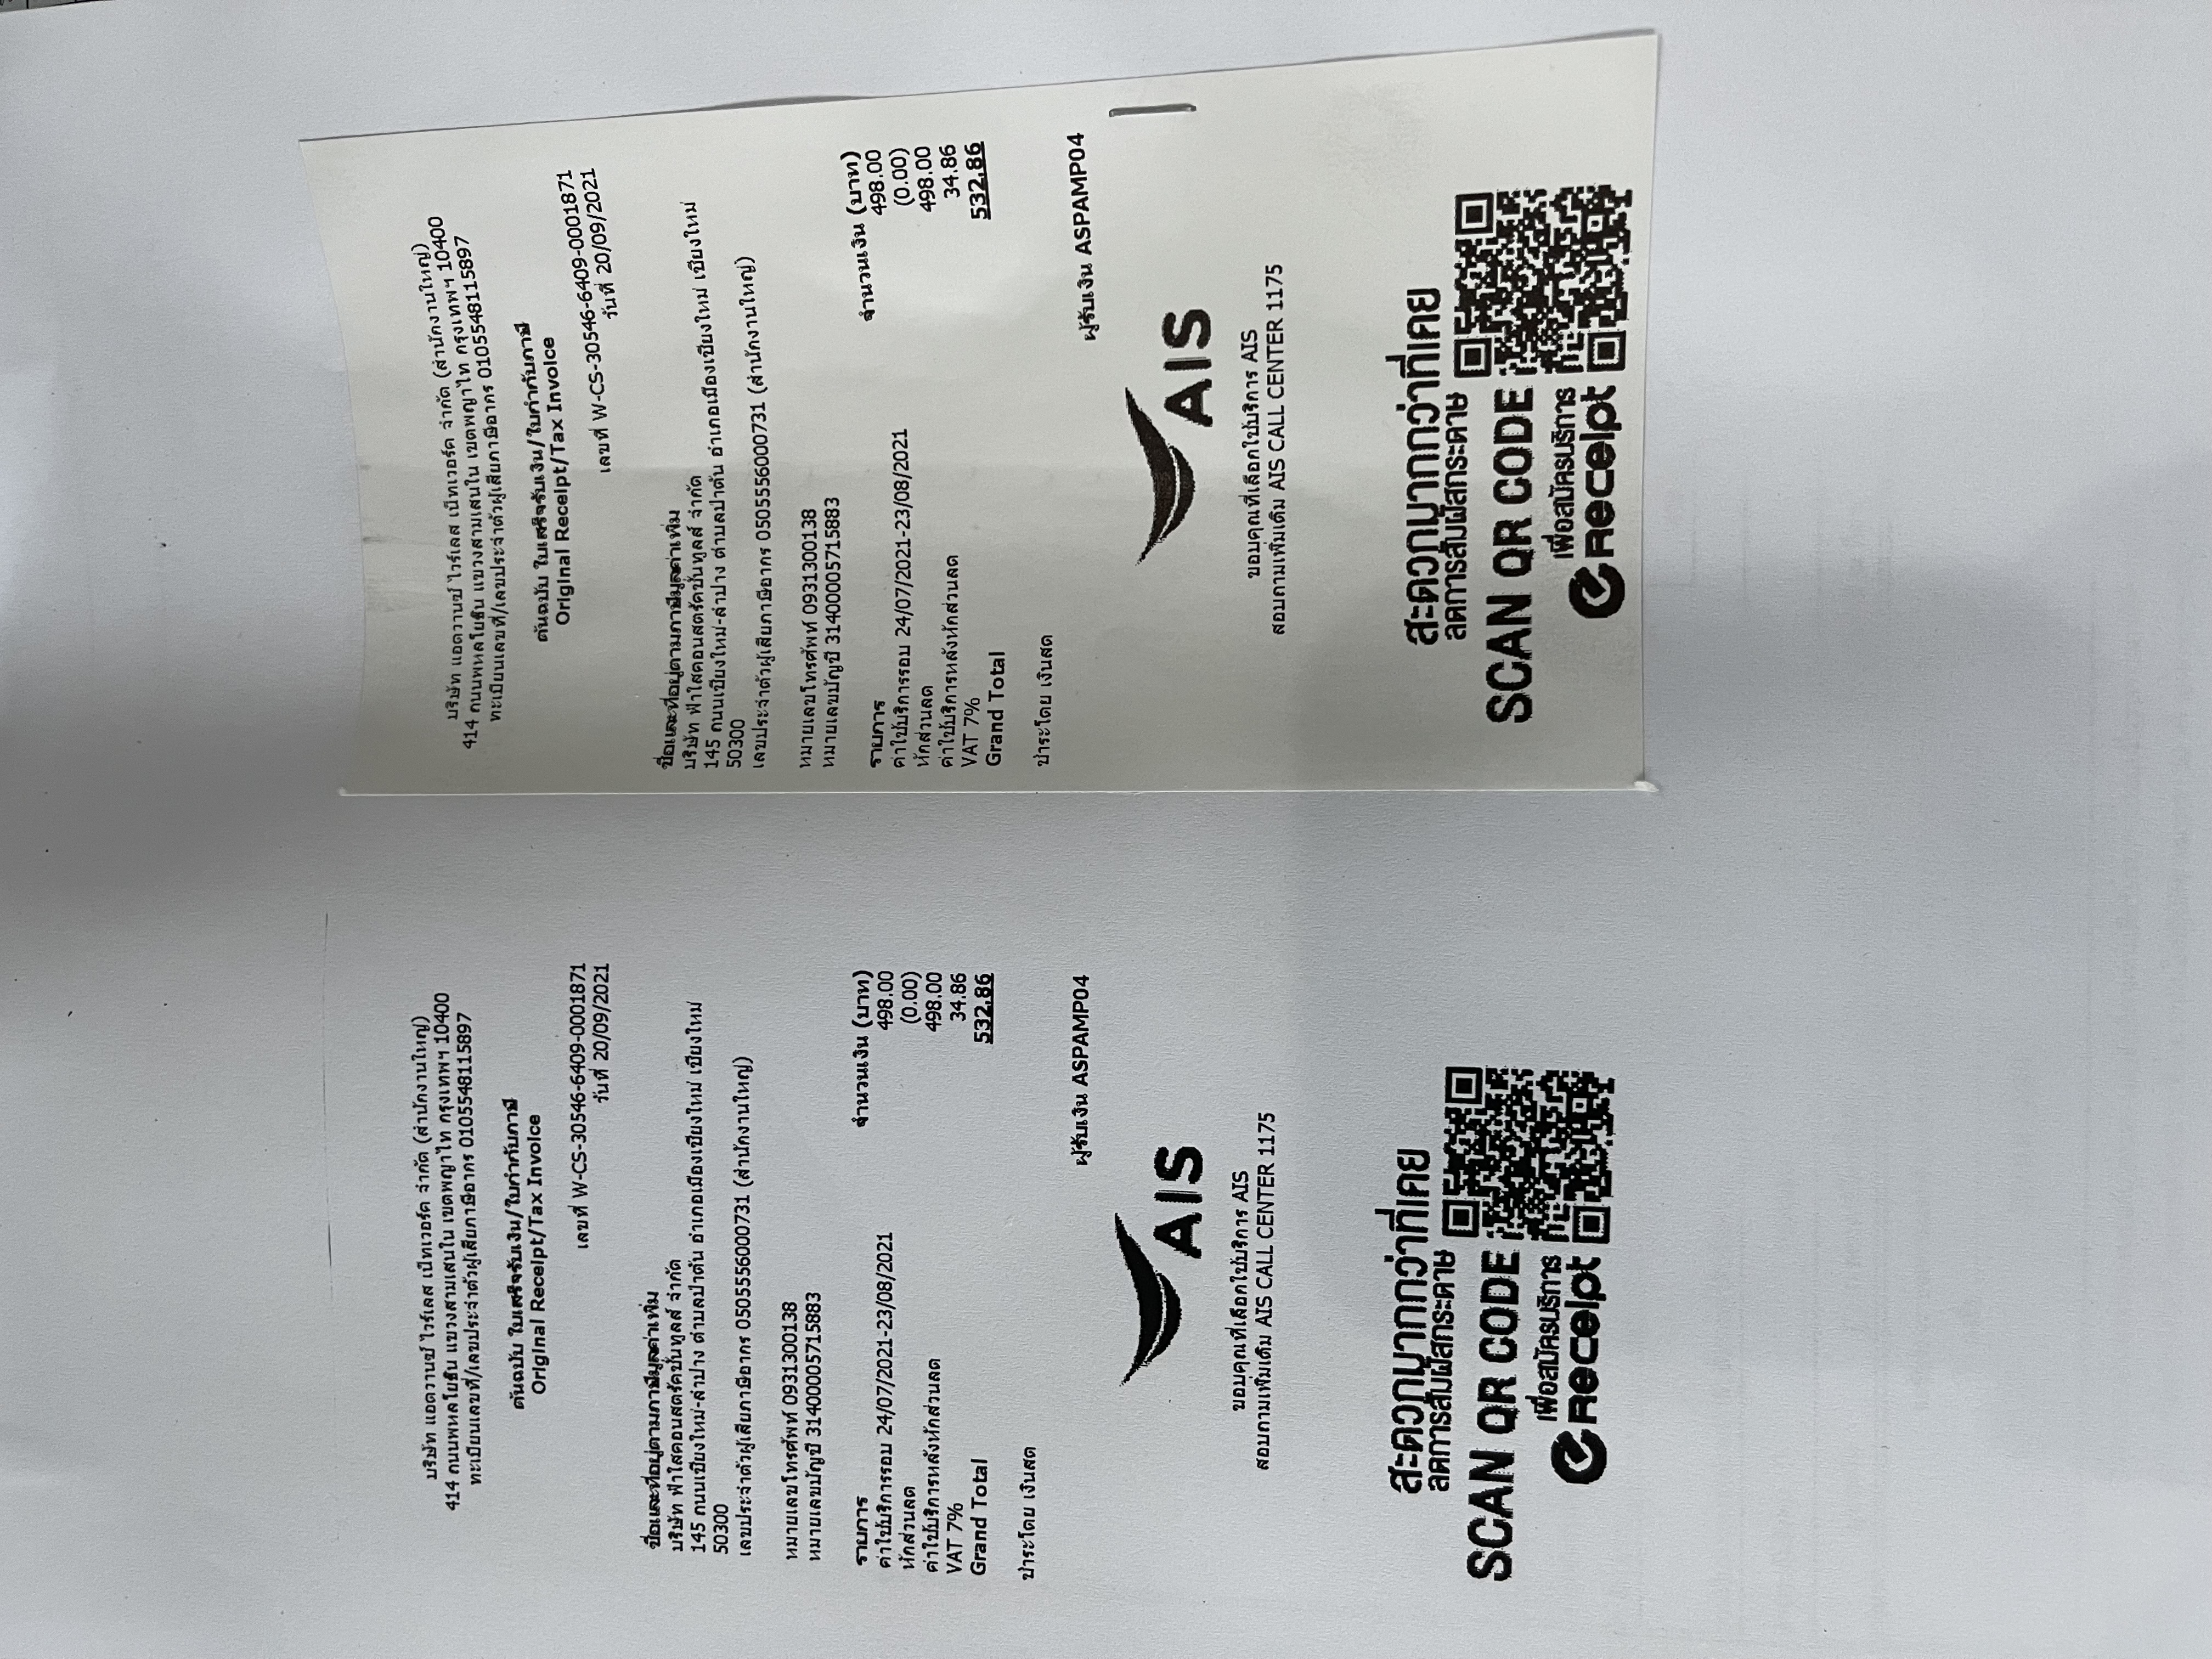 บริษัท แอดวานซ์ ไวร์เลส เน็ทเวอร์ค จำกัด (สำนักงานใหญ่)
414 ถนนพหลโยธิน แขวงสามเสนใน เขตพญาไท กรุงเทพฯ 10400
ทะเบียนเลขที่/เลขประจำตัวผู้เสียภาษีอากร 0105548115897
ต้นฉบับ ใบเสร็จรับเงิน/ใบกำกับภาษี
Original Receipt/Tax Invoice
เลขที่ W-CS-30546-6409-0001871
วันที่ 20/09/2021
ชื่อและที่อยู่ตามภาษีมูลค่าเพิ่ม
บริษัท ฟ้าใสคอนสตรัคชั่นทูลส์ จำกัด
145 ถนนเชียงใหม่-ลำปาง ตำบลป่าตัน อำเภอเมืองเชียงใหม่ เชียงใหม่
50300
เลขประจำตัวผู้เสียภาษีอากร 0505556000731 (สำนักงานใหญ่)
หมายเลขโทรศัพท์ 0931300138
หมายเลขบัญชี 31400005715883
รายการ จำนวนเงิน (บาท)
ค่าใช้บริการรอบ 24/07/2021-23/08/2021 498.00
หักส่วนลด (0.00)
ค่าใช้บริการหลังหักส่วนลด 498.00
VAT 7% 34.86
Grand Total 532.86
ชำระโดย เงินสด
ผู้รับเงิน ASPAMP04
AIS
ขอบคุณที่เลือกใช้บริการ AIS
สอบถามเพิ่มเติม AIS CALL CENTER 1175
สะดวกมากกว่าที่เคย
ลดการสัมผัสกระดาษ
SCAN QR CODE
เพื่อสมัครบริการ
eReceipt
บริษัท แอดวานซ์ ไวร์เลส เน็ทเวอร์ค จำกัด (สำนักงานใหญ่)
414 ถนนพหลโยธิน แขวงสามเสนใน เขตพญาไท กรุงเทพฯ 10400
ทะเบียนเลขที่/เลขประจำตัวผู้เสียภาษีอากร 0105548115897
ต้นฉบับ ใบเสร็จรับเงิน/ใบกำกับภาษี
Original Receipt/Tax Invoice
เลขที่ W-CS-30546-6409-0001871
วันที่ 20/09/2021
ชื่อและที่อยู่ตามภาษีมูลค่าเพิ่ม
บริษัท ฟ้าใสคอนสตรัคชั่นทูลส์ จำกัด
145 ถนนเชียงใหม่-ลำปาง ตำบลป่าตัน อำเภอเมืองเชียงใหม่ เชียงใหม่
50300
เลขประจำตัวผู้เสียภาษีอากร 0505556000731 (สำนักงานใหญ่)
หมายเลขโทรศัพท์ 0931300138
หมายเลขบัญชี 31400005715883
รายการ จำนวนเงิน (บาท)
ค่าใช้บริการรอบ 24/07/2021-23/08/2021 498.00
หักส่วนลด (0.00)
ค่าใช้บริการหลังหักส่วนลด 498.00
VAT 7% 34.86
Grand Total 532.86
ชำระโดย เงินสด
ผู้รับเงิน ASPAMP04
AIS
ขอบคุณที่เลือกใช้บริการ AIS
สอบถามเพิ่มเติม AIS CALL CENTER 1175
สะดวกมากกว่าที่เคย
ลดการสัมผัสกระดาษ
SCAN QR CODE
เพื่อสมัครบริการ
eReceipt